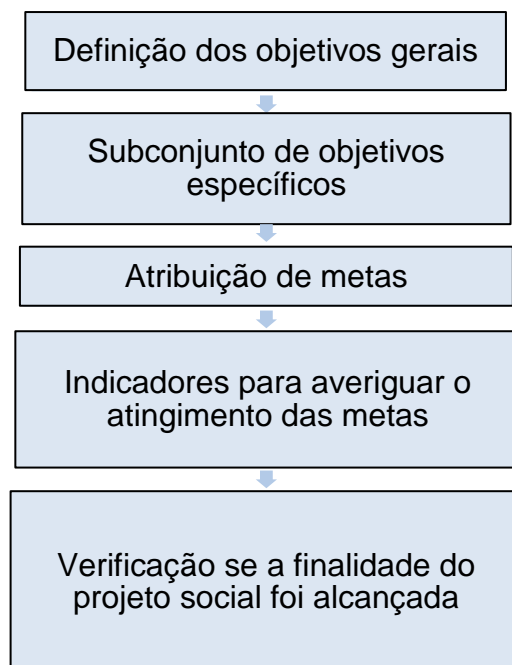 Definição dos objetivos gerais
Subconjunto de objetivos
específicos
Atribuição de metas
Indicadores para averiguar o
atingimento das metas
Verificação se a finalidade do
projeto social foi alcançada